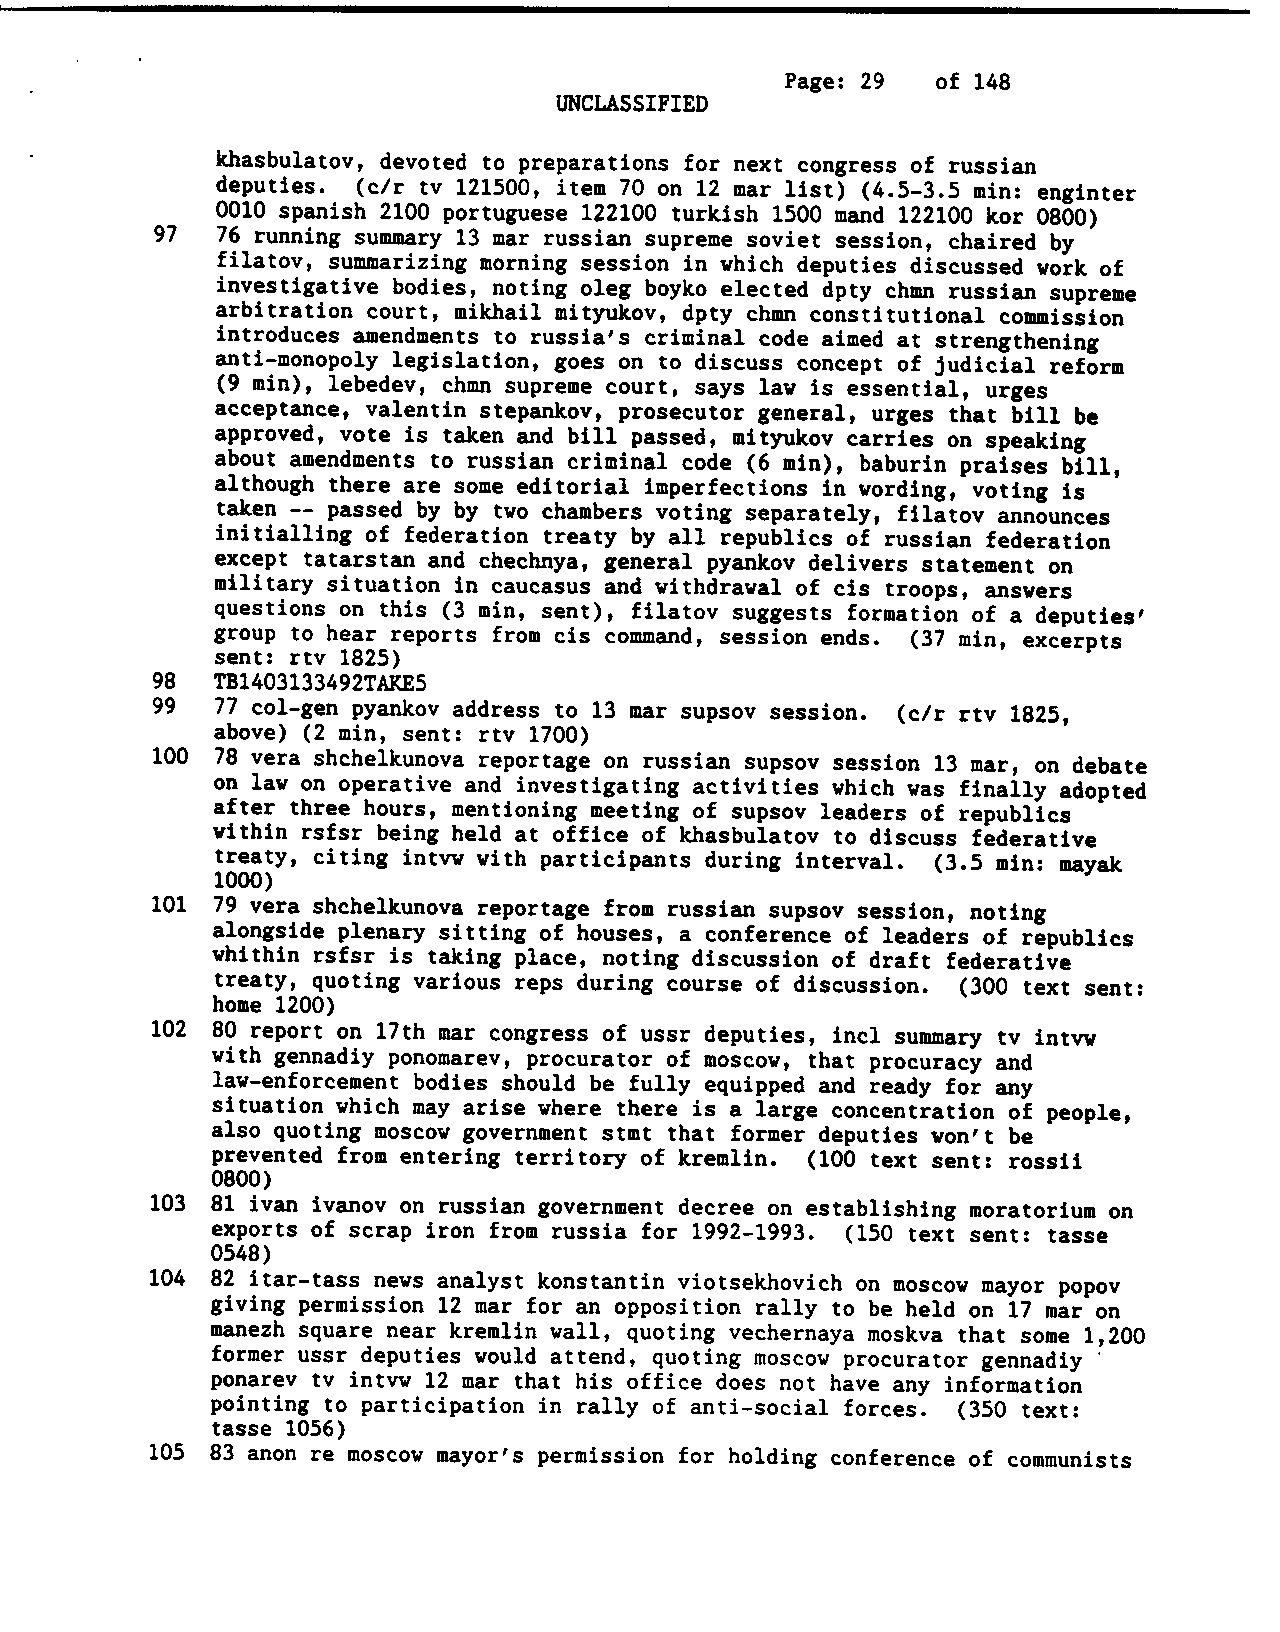 Page: 29 of 148
UNCLASSIFIED
khasbulatov, devoted to preparations for next congress of russian
deputies. (c/r tv 121500, item 70 on 12 mar list) (4.5-3.5 min: enginter
0010 spanish 2100 portuguese 122100 turkish 1500 mand 122100 kor 0800)
97 76 running summary 13 mar russian supreme soviet session, chaired by
filatov, summarizing morning session in which deputies discussed work of
investigative bodies, noting oleg boyko elected dpty chmn russian supreme
arbitration court, mikhail mityukov, dpty chmn constitutional commission
introduces amendments to russia's criminal code aimed at strengthening
anti-monopoly legislation, goes on to discuss concept of judicial reform
(9 min), lebedev, chmn supreme court, says law is essential, urges
acceptance, valentin stepankov, prosecutor general, urges that bill be
approved, vote is taken and bill passed, mityukov carries on speaking
about amendments to russian criminal code (6 min), baburin praises bill,
although there are some editorial imperfections in wording, voting is
taken -- passed by by two chambers voting separately, filatov announces
initialling of federation treaty by all republics of russian federation
except tatarstan and chechnya, general pyankov delivers statement on
military situation in caucasus and withdrawal of cis troops, answers
questions on this (3 min, sent), filatov suggests formation of a deputies'
group to hear reports from cis command, session ends. (37 min, excerpts
sent: rtv 1825)
98 TB1403133492TAKE5
99 77 col-gen pyankov address to 13 mar supsov session. (c/r rtv 1825,
above) (2 min, sent: rtv 1700)
100 78 vera shchelkunova reportage on russian supsov session 13 mar, on debate
on law on operative and investigating activities which was finally adopted
after three hours, mentioning meeting of supsov leaders of republics
within rsfsr being held at office of khasbulatov to discuss federative
treaty, citing intvw with participants during interval. (3.5 min: mayak
1000)
101 79 vera shchelkunova reportage from russian supsov session, noting
alongside plenary sitting of houses, a conference of leaders of republics
whithin rsfsr is taking place, noting discussion of draft federative
treaty, quoting various reps during course of discussion. (300 text sent:
home 1200)
102 80 report on 17th mar congress of ussr deputies, incl summary tv intvw
with gennadiy ponomarev, procurator of moscow, that procuracy and
law-enforcement bodies should be fully equipped and ready for any
situation which may arise where there is a large concentration of people,
also quoting moscow government stmt that former deputies won't be
prevented from entering territory of kremlin. (100 text sent: rossii
0800)
103 81 ivan ivanov on russian government decree on establishing moratorium on
exports of scrap iron from russia for 1992-1993. (150 text sent: tasse
0548)
104 82 itar-tass news analyst konstantin viotsekhovich on moscow mayor popov
giving permission 12 mar for an opposition rally to be held on 17 mar on
manezh square near kremlin wall, quoting vechernaya moskva that some 1,200
former ussr deputies would attend, quoting moscow procurator gennadiy
ponarev tv intvw 12 mar that his office does not have any information
pointing to participation in rally of anti-social forces. (350 text:
tasse 1056)
105 83 anon re moscow mayor's permission for holding conference of communists